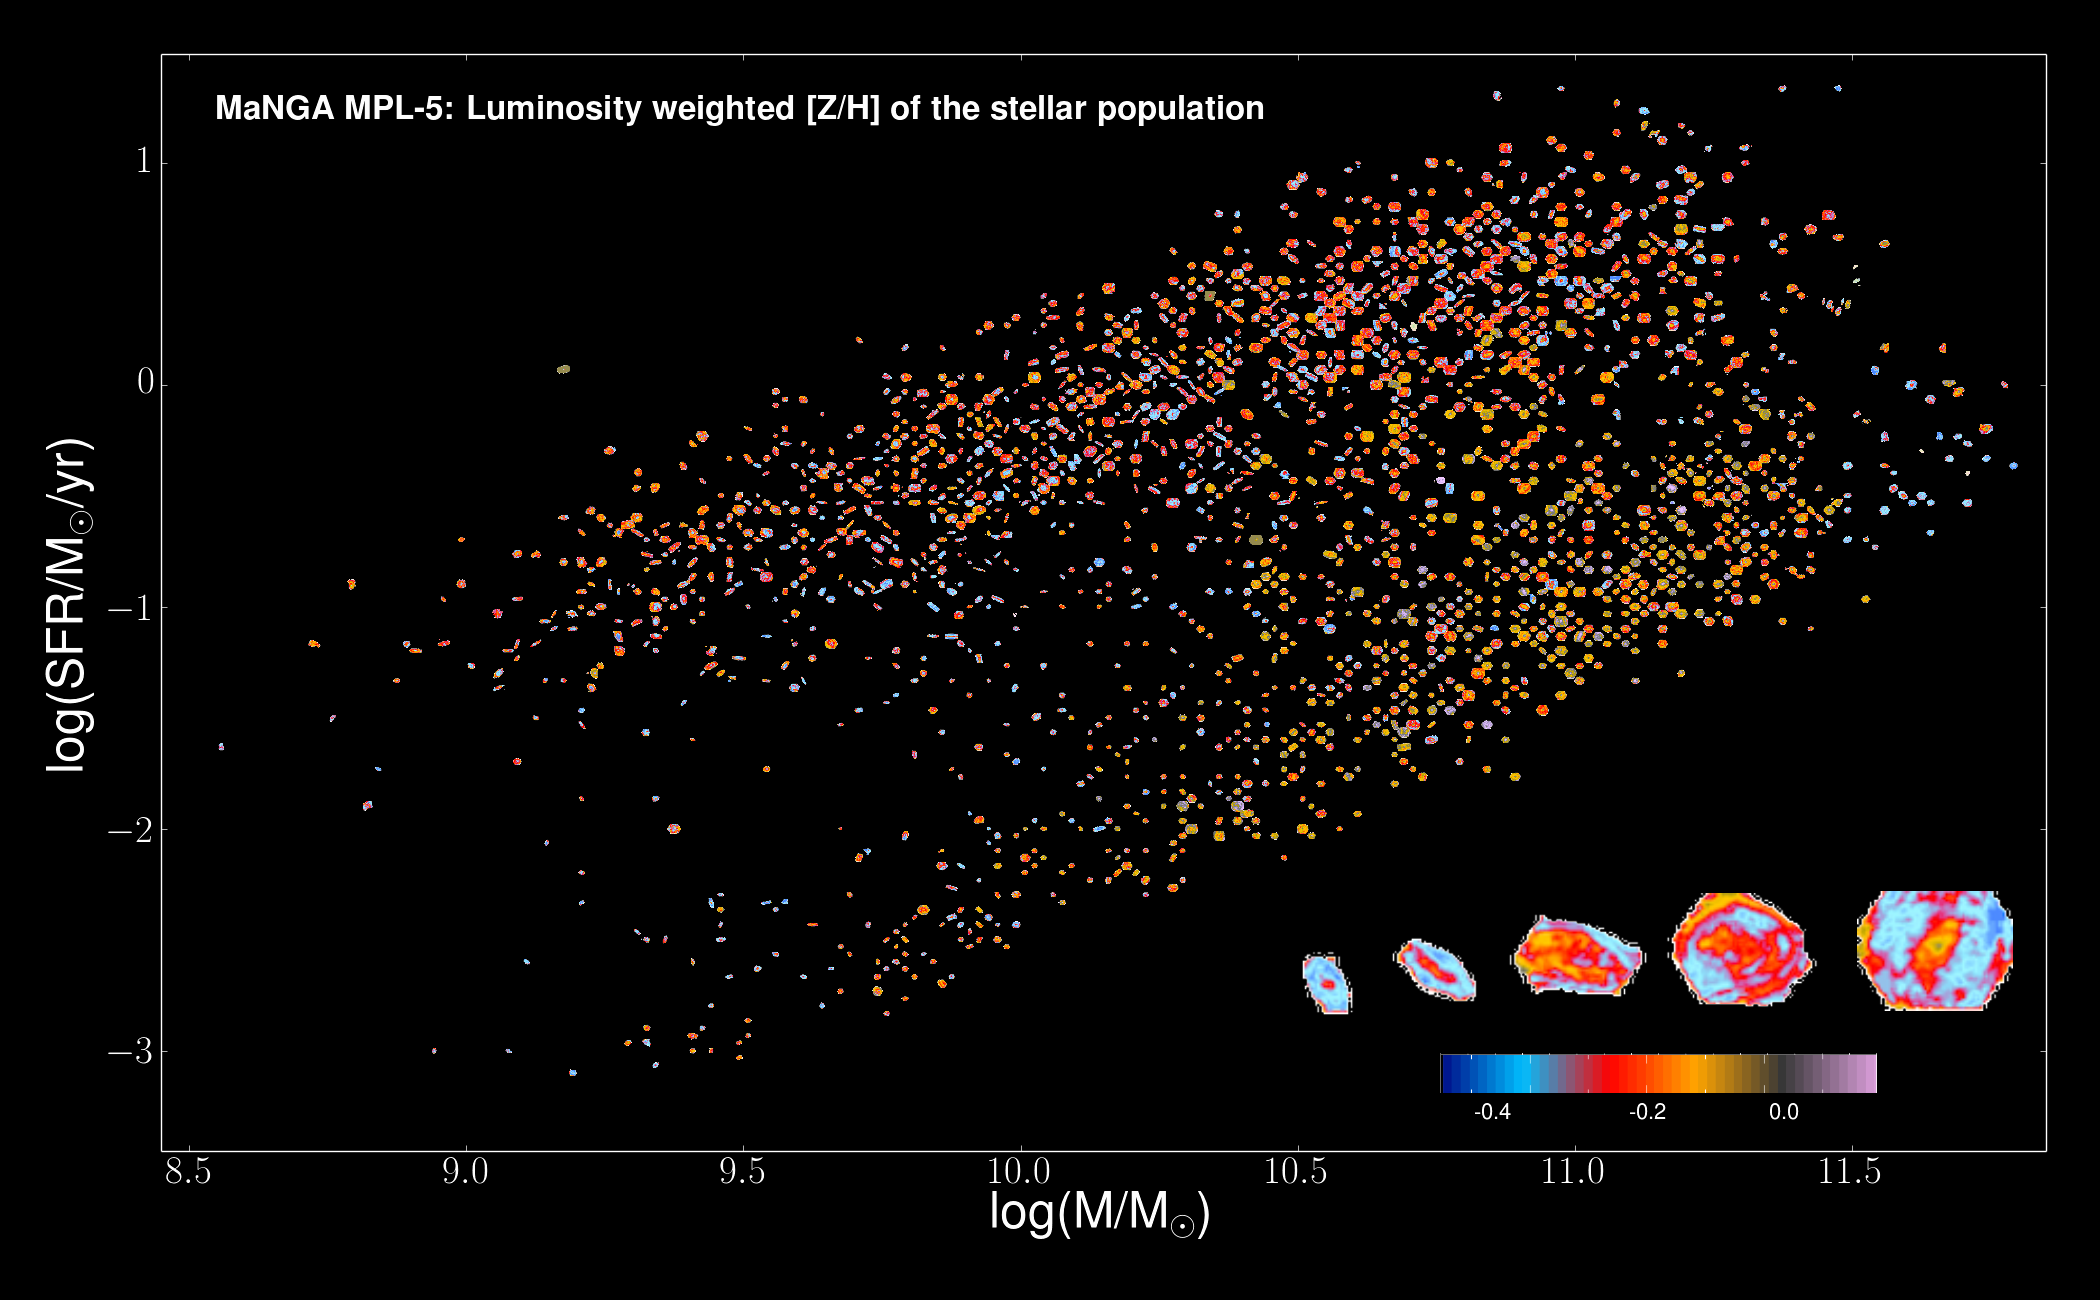 MaNGA MPL-5: Luminosity weighted [Z/H] of the stellar population
log(SFR/M☉/yr)
1
0
−1
−2
−3
-0.4 -0.2 0.0
8.5 9.0 9.5 10.0 10.5 11.0 11.5
log(M/M☉)